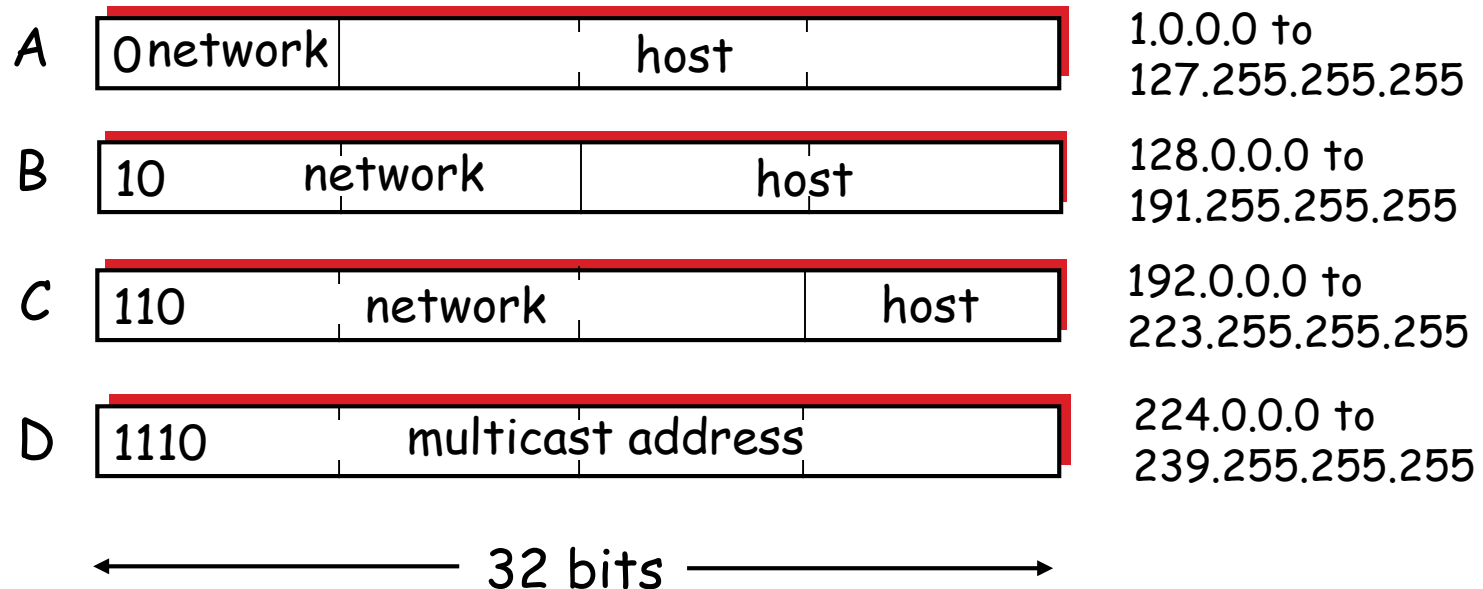 A 0 network host 1.0.0.0 to
127.255.255.255
B 10 network host 128.0.0.0 to
191.255.255.255
C 110 network host 192.0.0.0 to
223.255.255.255
D 1110 multicast address 224.0.0.0 to
239.255.255.255
32 bits